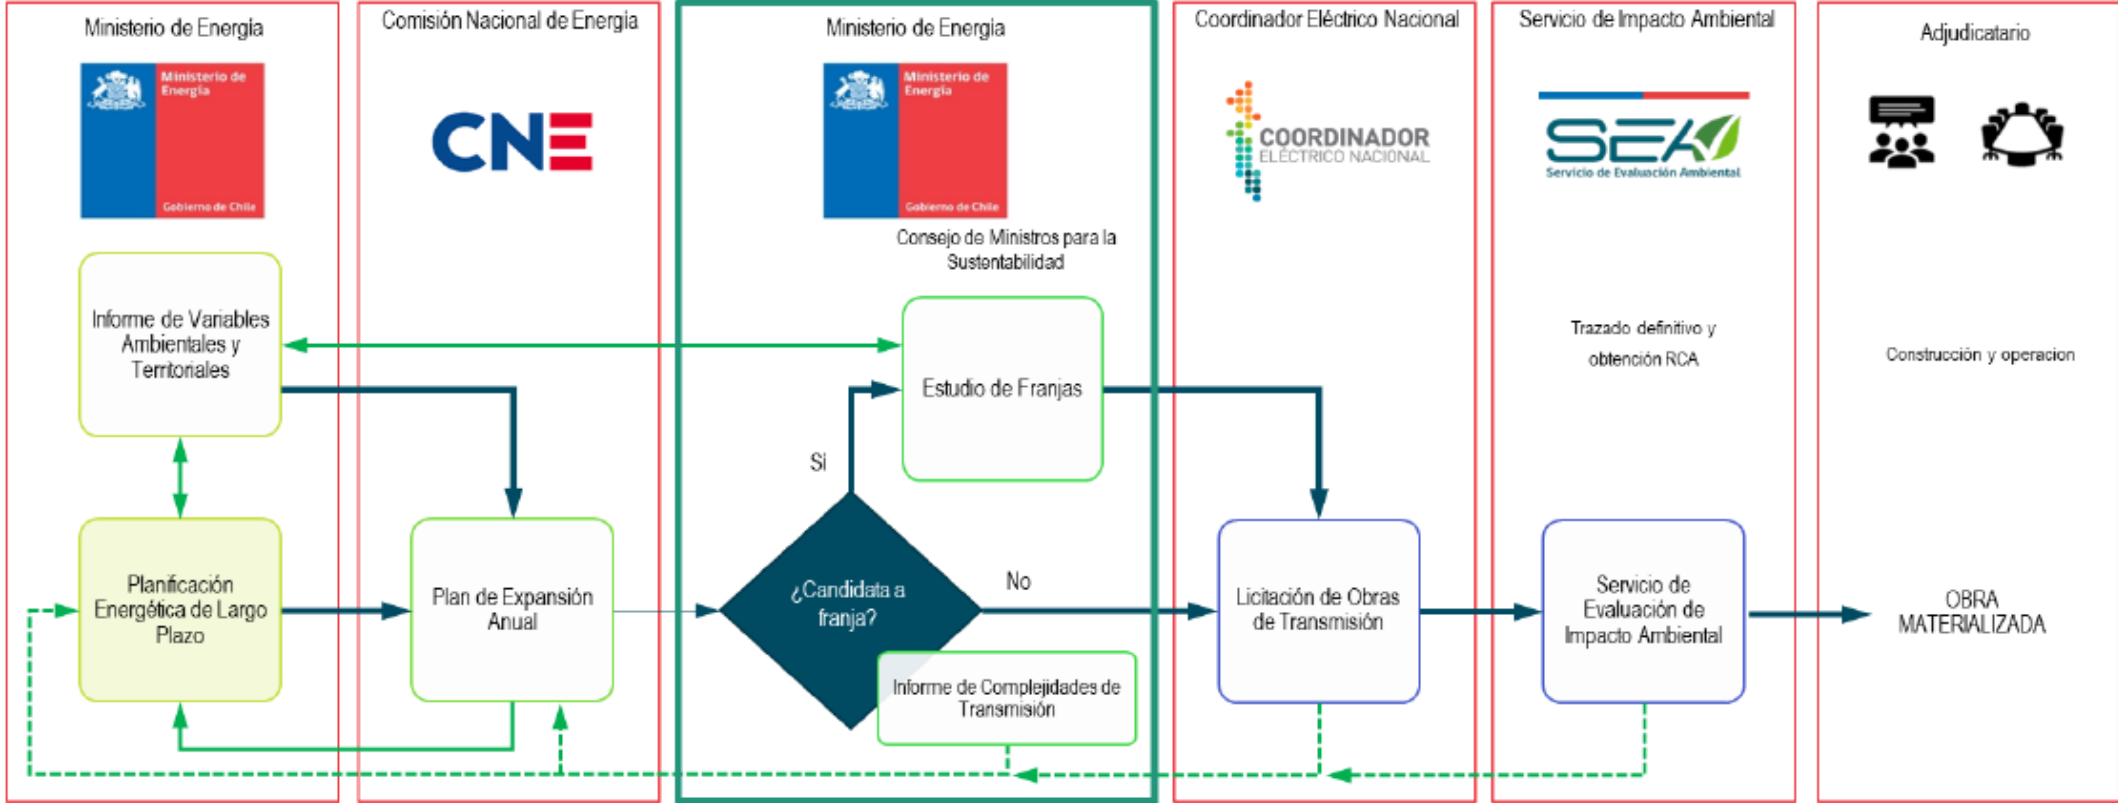 Ministerio de Energía
Ministerio de
Energía
Gobierno de Chile
Informe de Variables
Ambientales y
Territoriales
Planificación
Energética de Largo
Plazo
Comisión Nacional de Energía
CNE
Plan de Expansión
Anual
Ministerio de Energía
Ministerio de
Energía
Gobierno de Chile
Consejo de Ministros para la
Sustentabilidad
Estudio de Franjas
Si
¿Candidata a
franja?
No
Informe de Complejidades de
Transmisión
Coordinador Eléctrico Nacional
COORDINADOR
ELÉCTRICO NACIONAL
Licitación de Obras
de Transmisión
Servicio de Impacto Ambiental
SEA
Servicio de Evaluación Ambiental
Trazado definitivo y
obtención RCA
Servicio de
Evaluación de
Impacto Ambiental
Adjudicatario
Construcción y operacion
OBRA
MATERIALIZADA